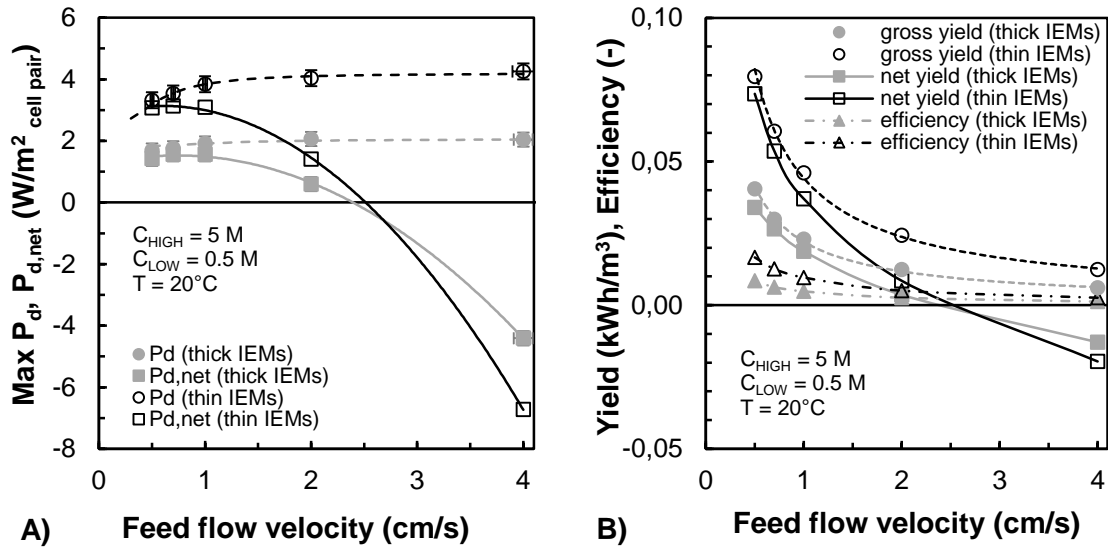 6
4
2
0
-2
-4
-6
-8
0
1
2
3
4
Max P_d, P_d,net (W/m² cell pair)
C_HIGH = 5 M
C_LOW = 0.5 M
T = 20°C
Pd (thick IEMs)
Pd,net (thick IEMs)
Pd (thin IEMs)
Pd,net (thin IEMs)
A)
Feed flow velocity (cm/s)
0,10
0,05
0,00
-0,05
0
1
2
3
4
Yield (kWh/m³), Efficiency (-)
gross yield (thick IEMs)
gross yield (thin IEMs)
net yield (thick IEMs)
net yield (thin IEMs)
efficiency (thick IEMs)
efficiency (thin IEMs)
C_HIGH = 5 M
C_LOW = 0.5 M
T = 20°C
B)
Feed flow velocity (cm/s)